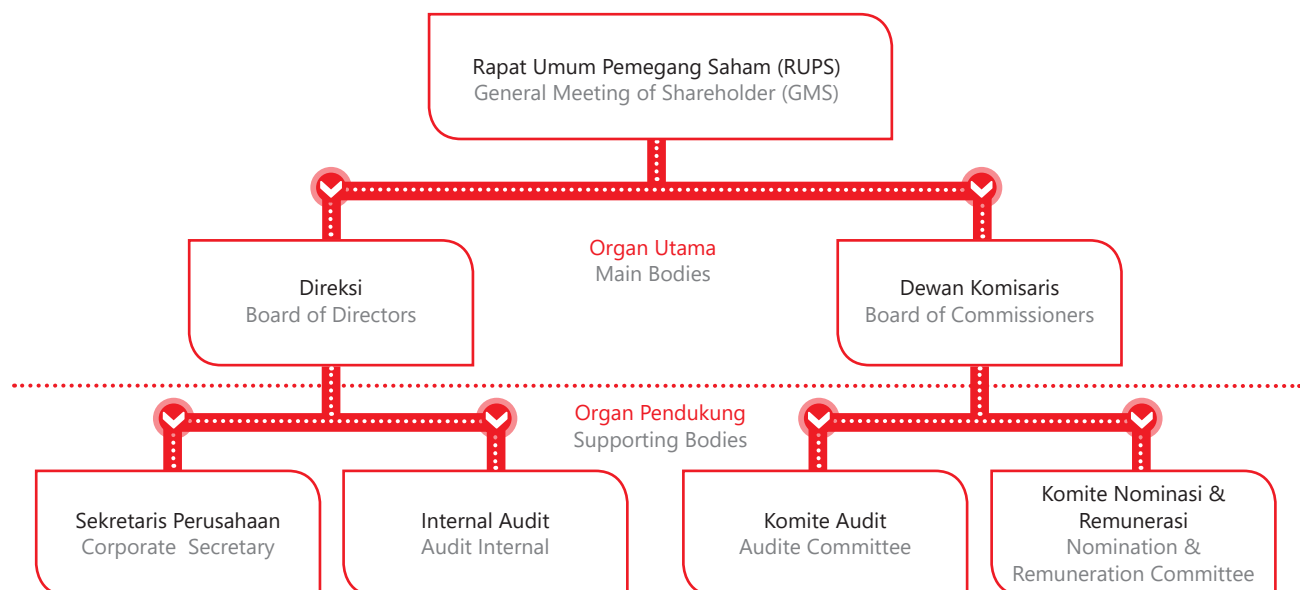 Rapat Umum Pemegang Saham (RUPS)
General Meeting of Shareholder (GMS)
Organ Utama
Main Bodies
Direksi
Board of Directors
Dewan Komisaris
Board of Commissioners
Organ Pendukung
Supporting Bodies
Sekretaris Perusahaan
Corporate Secretary
Internal Audit
Audit Internal
Komite Audit
Audite Committee
Komite Nominasi &
Remunerasi
Nomination &
Remuneration Committee